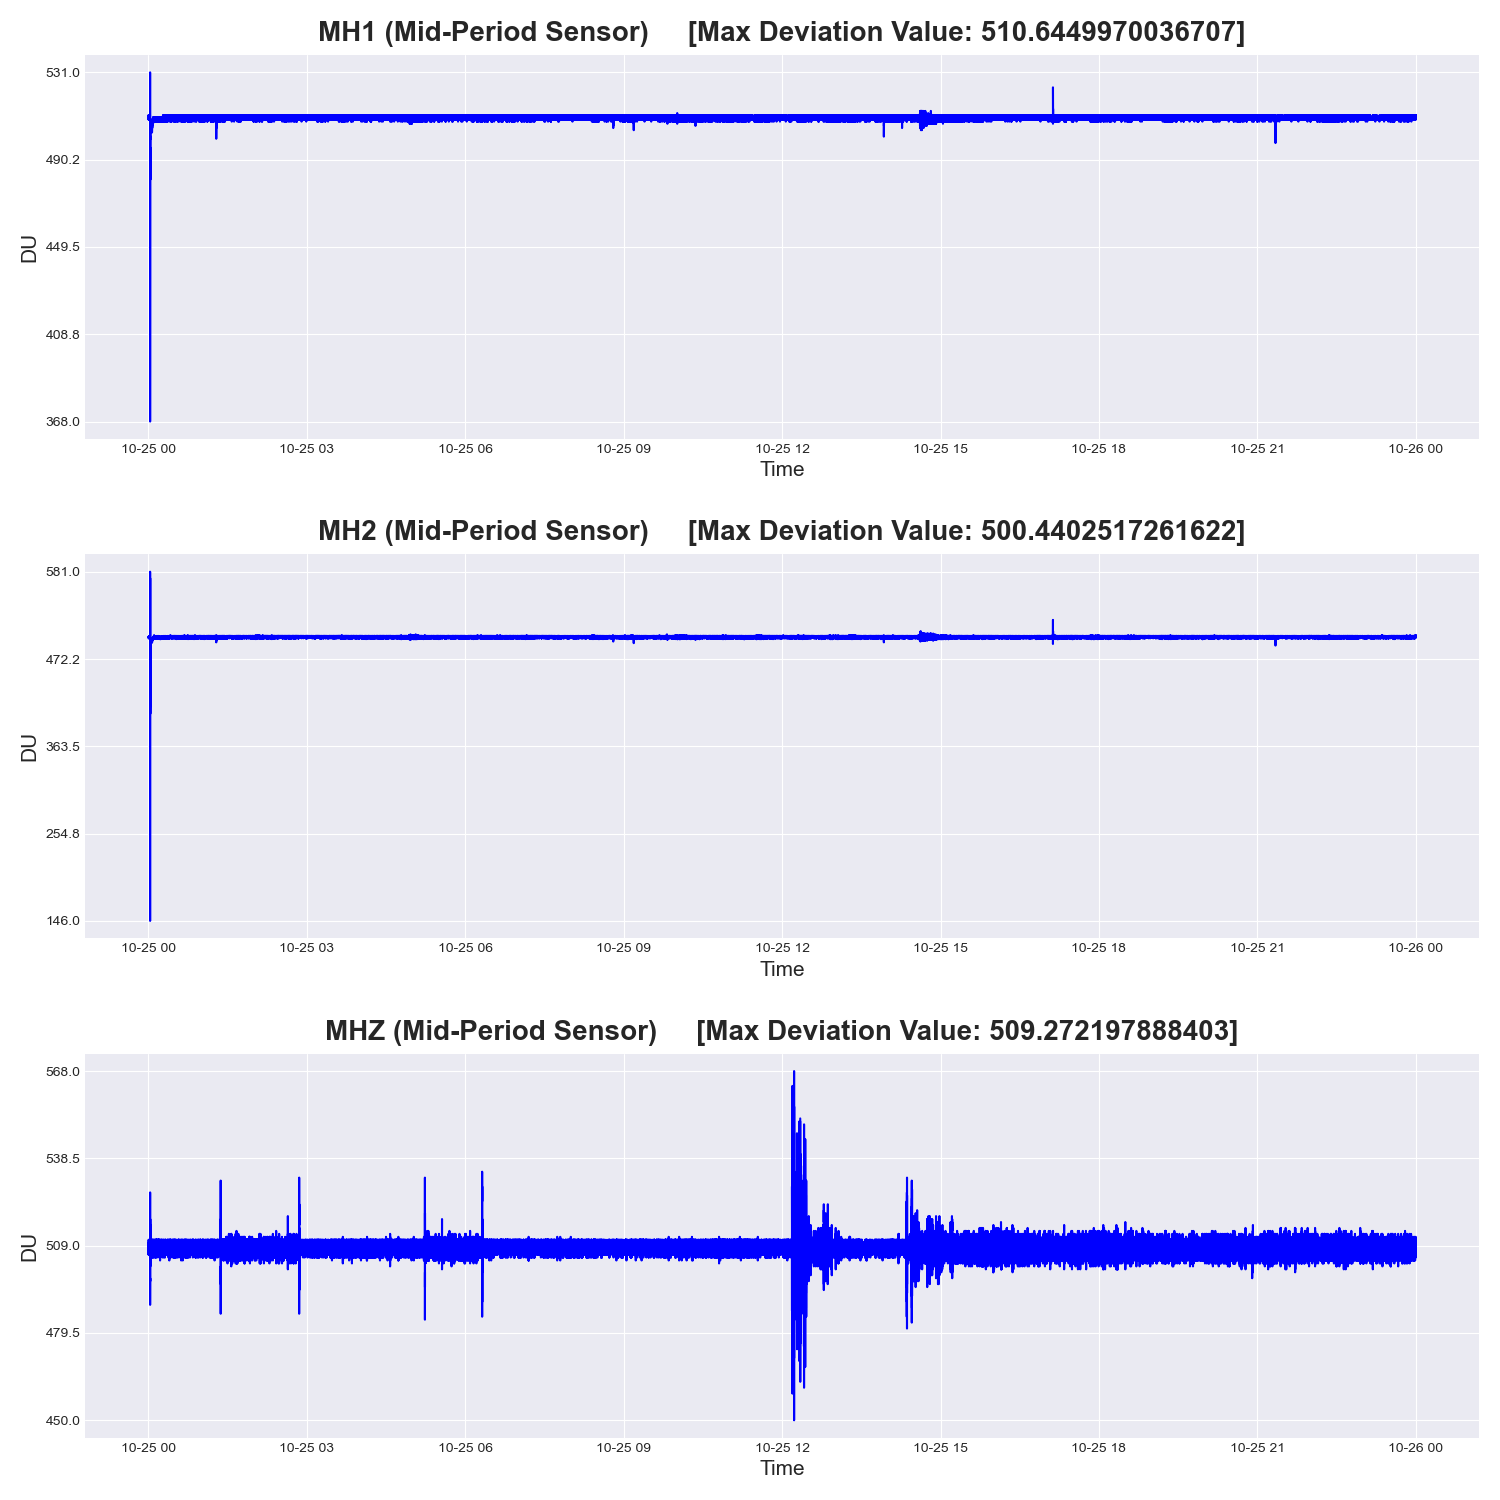 MH1 (Mid-Period Sensor) [Max Deviation Value: 510.6449970036707]
531.0
490.2
449.5
408.8
368.0
DU
10-25 00 10-25 03 10-25 06 10-25 09 10-25 12 10-25 15 10-25 18 10-25 21 10-26 00
Time
MH2 (Mid-Period Sensor) [Max Deviation Value: 500.4402517261622]
581.0
472.2
363.5
254.8
146.0
DU
10-25 00 10-25 03 10-25 06 10-25 09 10-25 12 10-25 15 10-25 18 10-25 21 10-26 00
Time
MHZ (Mid-Period Sensor) [Max Deviation Value: 509.272197888403]
568.0
538.5
509.0
479.5
450.0
DU
10-25 00 10-25 03 10-25 06 10-25 09 10-25 12 10-25 15 10-25 18 10-25 21 10-26 00
Time